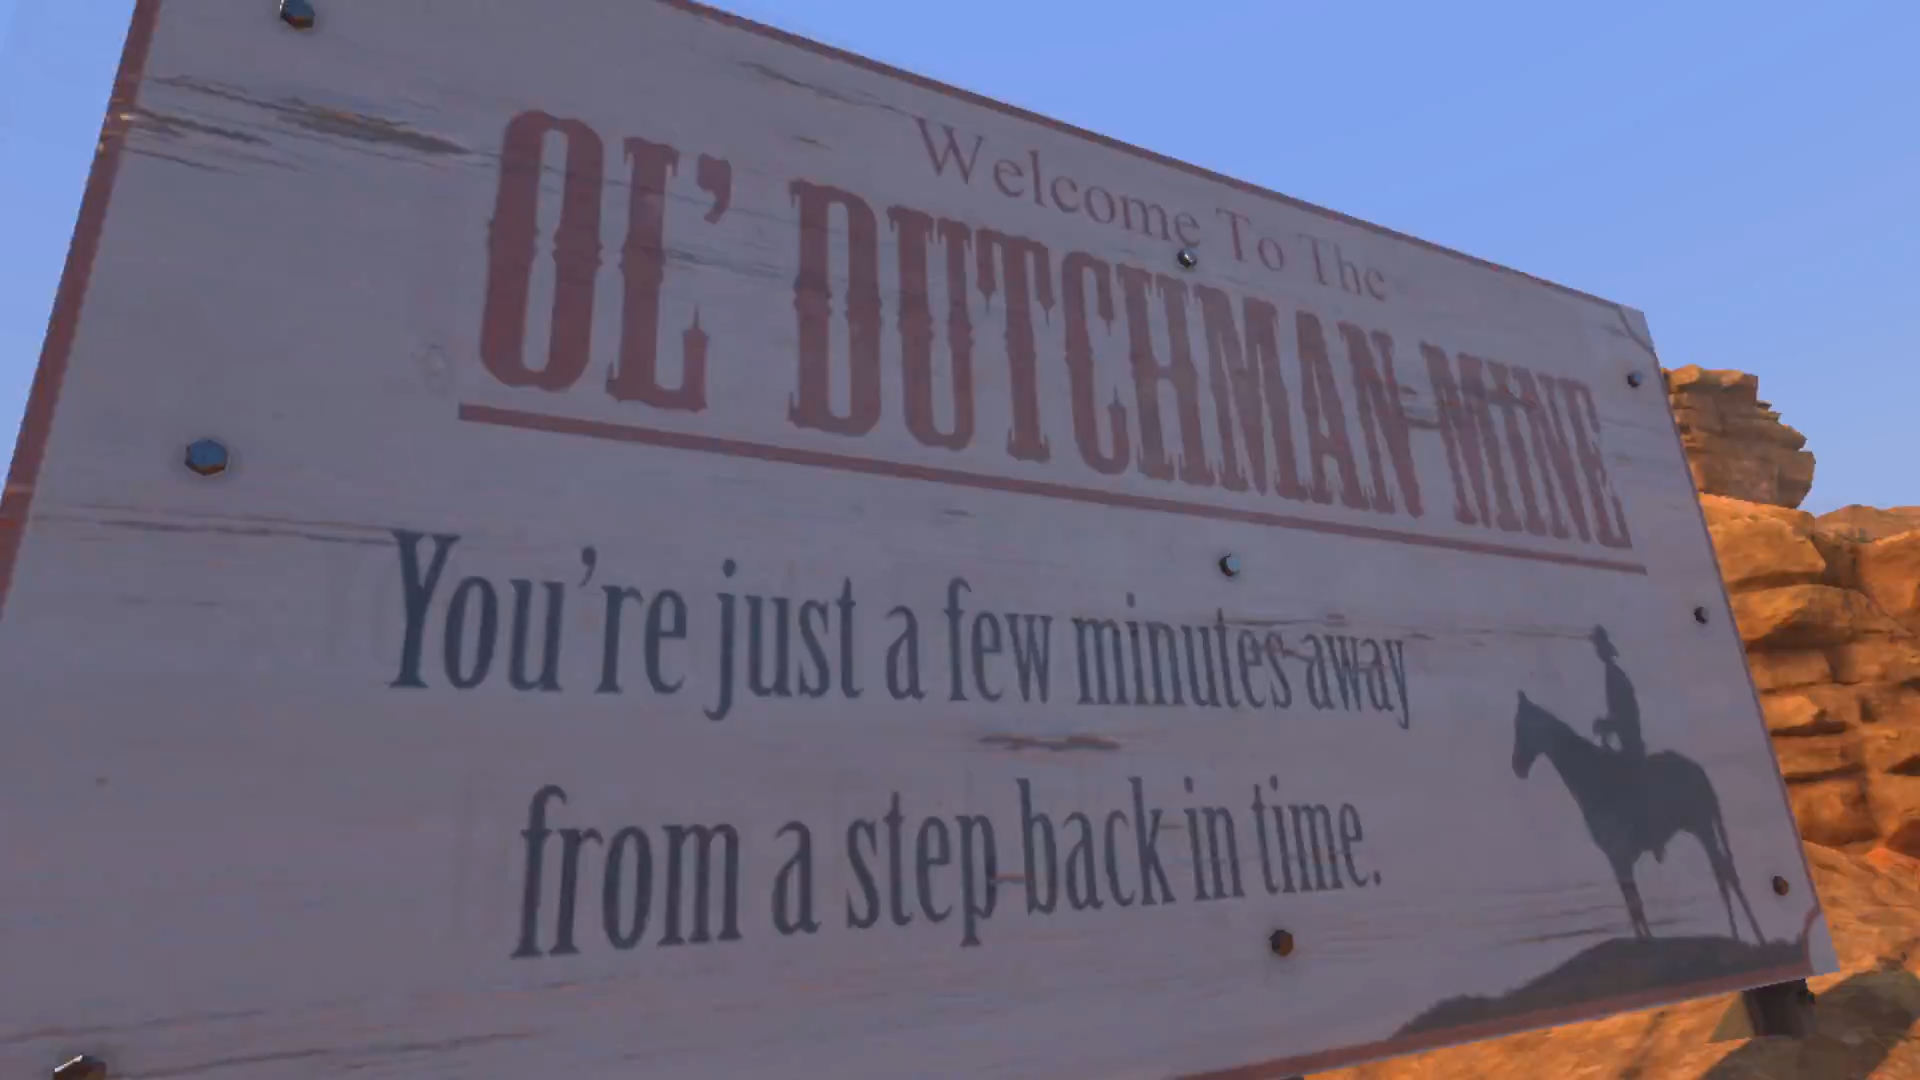 Welcome To The
OL' DUTCHMAN MINE
You're just a few minutes away
from a step back in time.